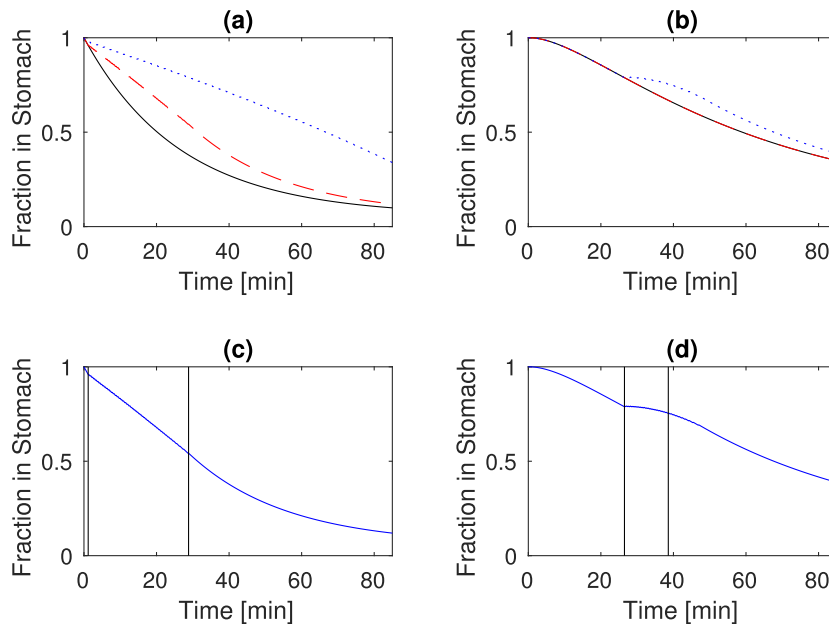 (a)
Fraction in Stomach
1
0.5
0
0 20 40 60 80
Time [min]
(b)
Fraction in Stomach
1
0.5
0
0 20 40 60 80
Time [min]
(c)
Fraction in Stomach
1
0.5
0
0 20 40 60 80
Time [min]
(d)
Fraction in Stomach
1
0.5
0
0 20 40 60 80
Time [min]